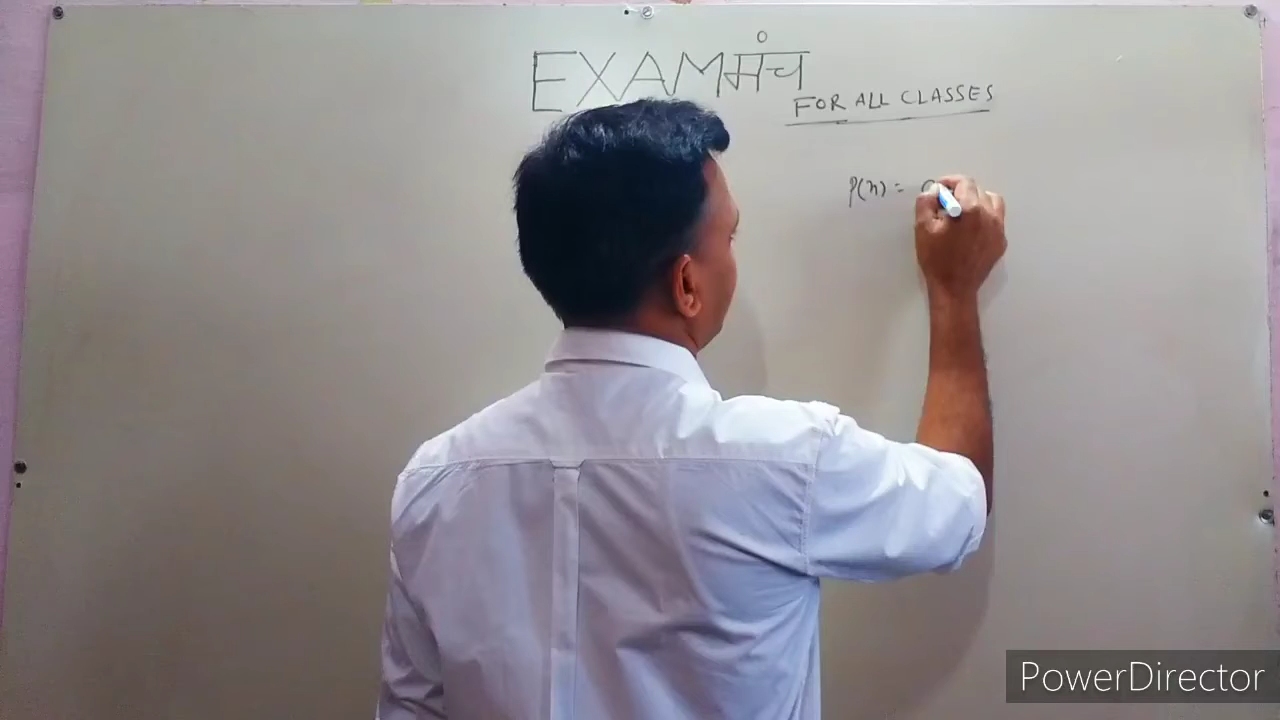 EXAMमंच
FOR ALL CLASSES
P(x) =
PowerDirector